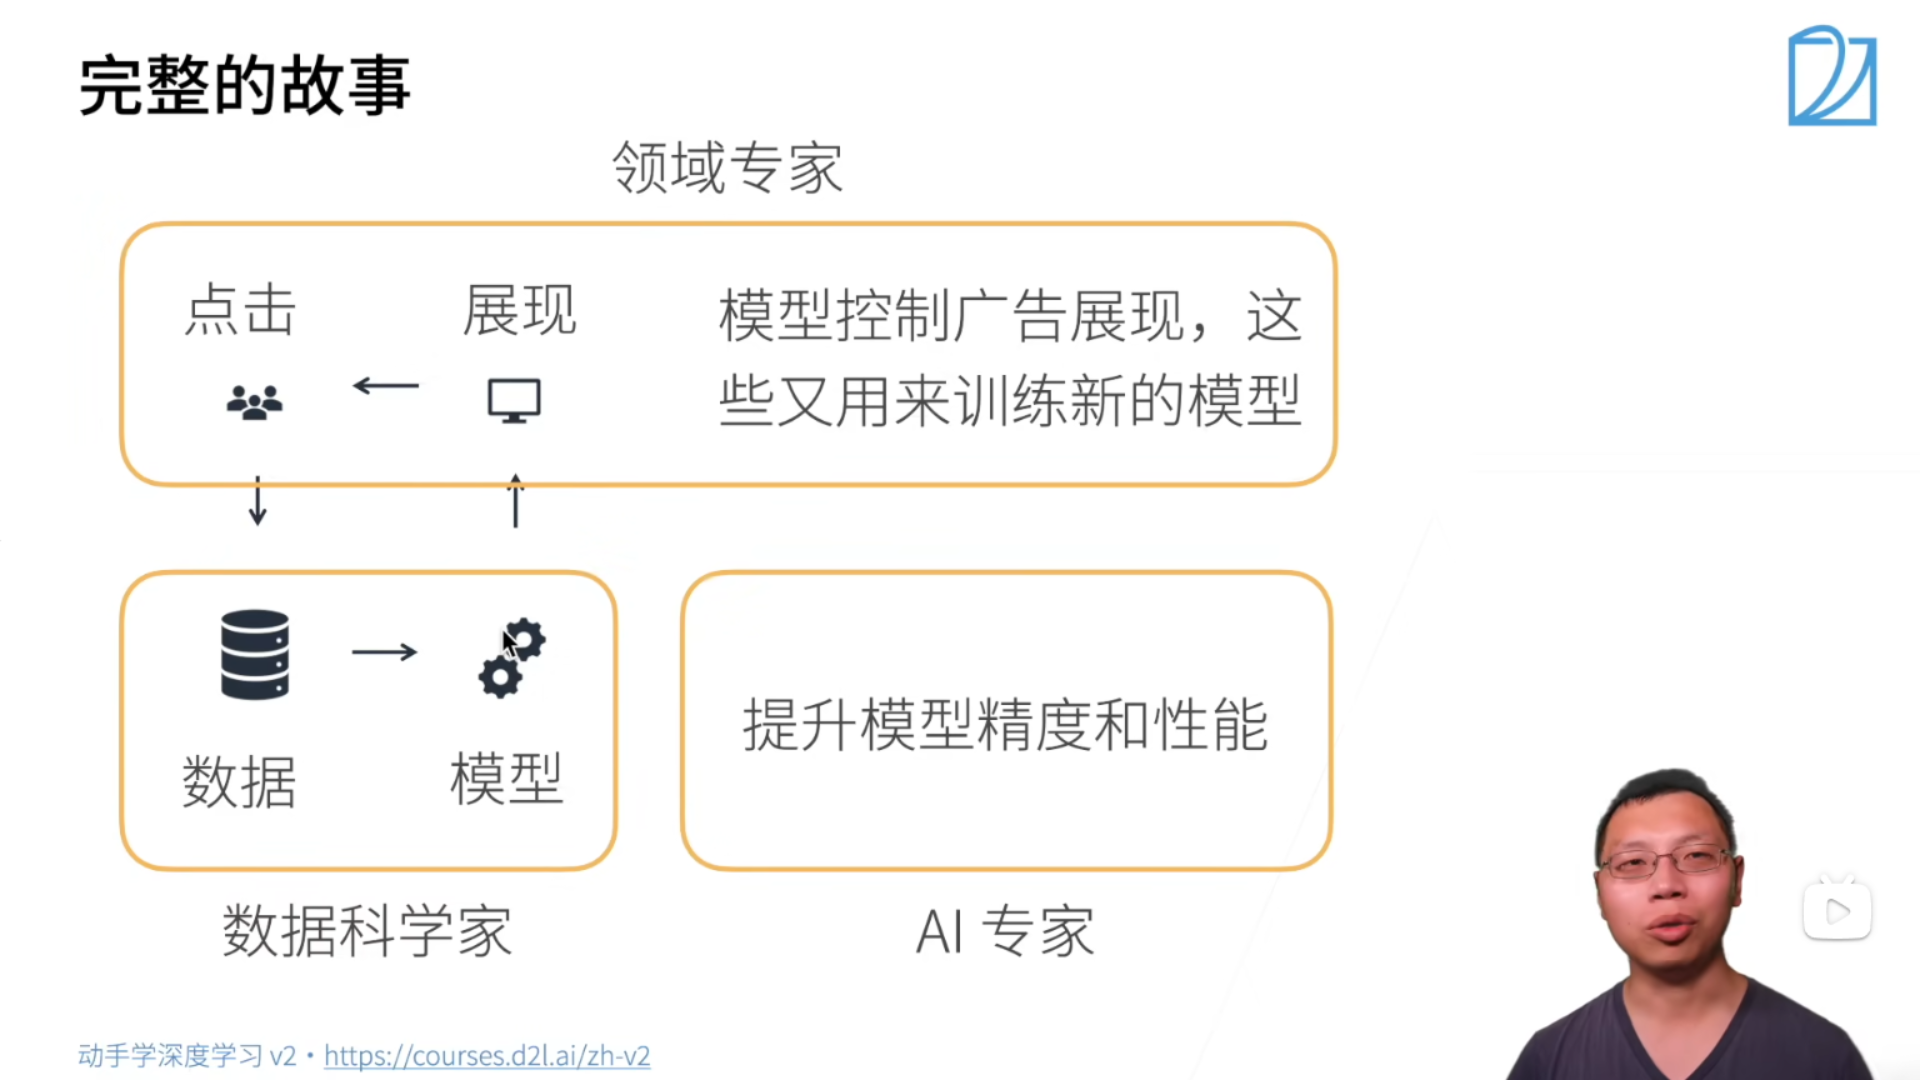 完整的故事
领域专家
点击
展现
模型控制广告展现，这
些又用来训练新的模型
数据
模型
提升模型精度和性能
数据科学家
AI 专家
动手学深度学习 v2 • https://courses.d2l.ai/zh-v2